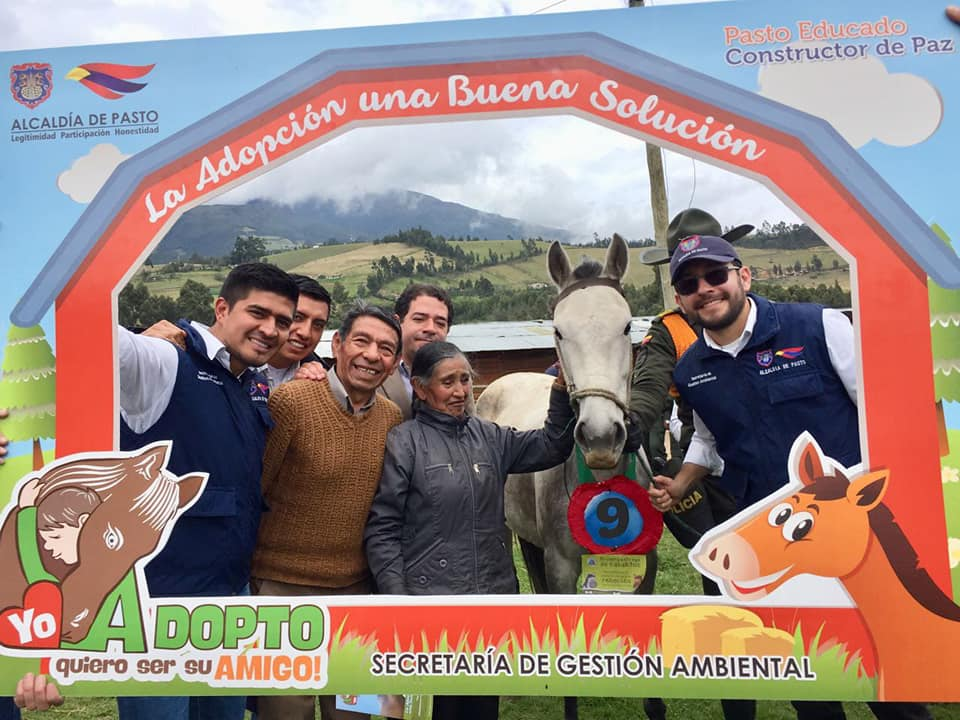 Pasto Educado
Constructor de Paz
ALCALDÍA DE PASTO
Legitimidad Participación Honestidad
La Adopción una Buena Solución
ALCALDÍA DE PASTO
9
POLICIA
Yo ADOPTO
quiero ser su AMIGO!
SECRETARÍA DE GESTIÓN AMBIENTAL